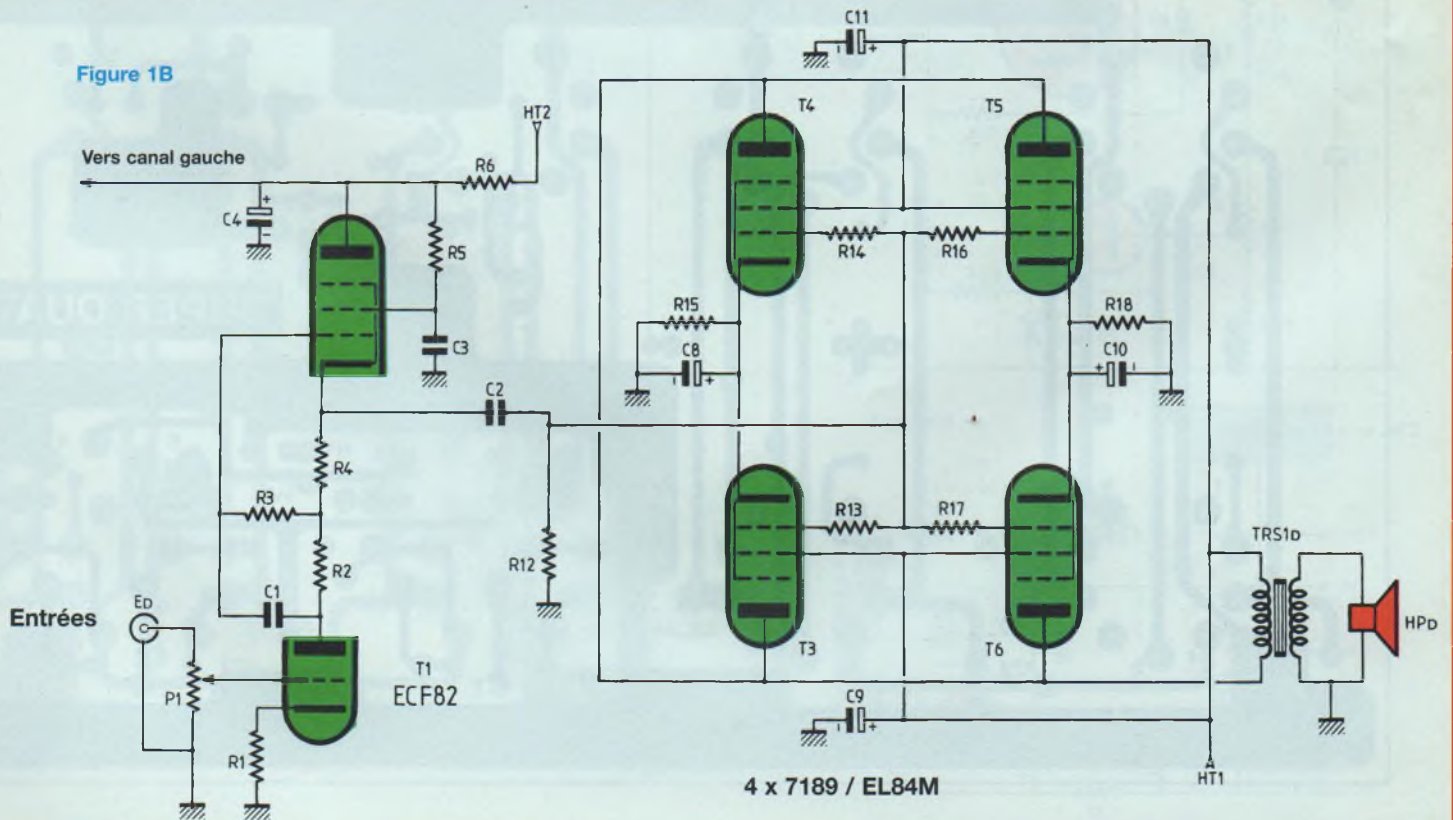 Figure 1B
Vers canal gauche
HT2
R6
C4
R5
C3
C2
R4
R3
R2
C1
R12
Entrées
ED
P1
R1
T1
ECF82
C11
T4
T5
R14
R16
R15
R18
C8
C10
R13
R17
T3
T6
C9
TRS1D
HPD
HT1
4 x 7189 / EL84M